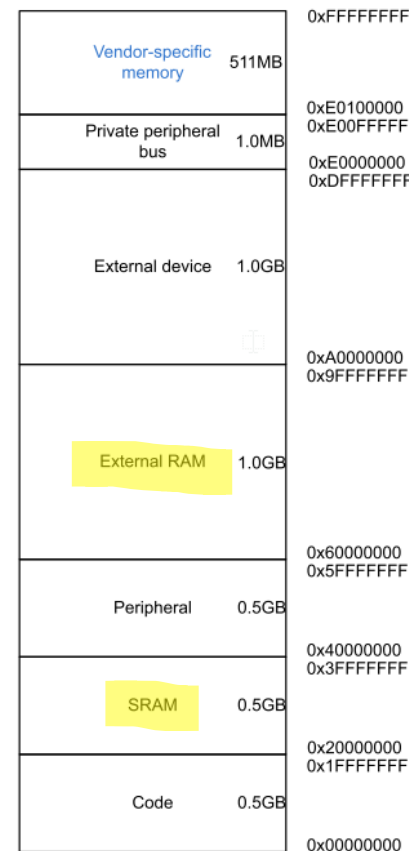 0xFFFFFFFF
Vendor-specific
memory
511MB
0xE0100000
0xE00FFFFF
Private peripheral
bus
1.0MB
0xE0000000
0xDFFFFFFF
External device 1.0GB
0xA0000000
0x9FFFFFFF
External RAM 1.0GB
0x60000000
0x5FFFFFFF
Peripheral 0.5GB
0x40000000
0x3FFFFFFF
SRAM 0.5GB
0x20000000
0x1FFFFFFF
Code 0.5GB
0x00000000